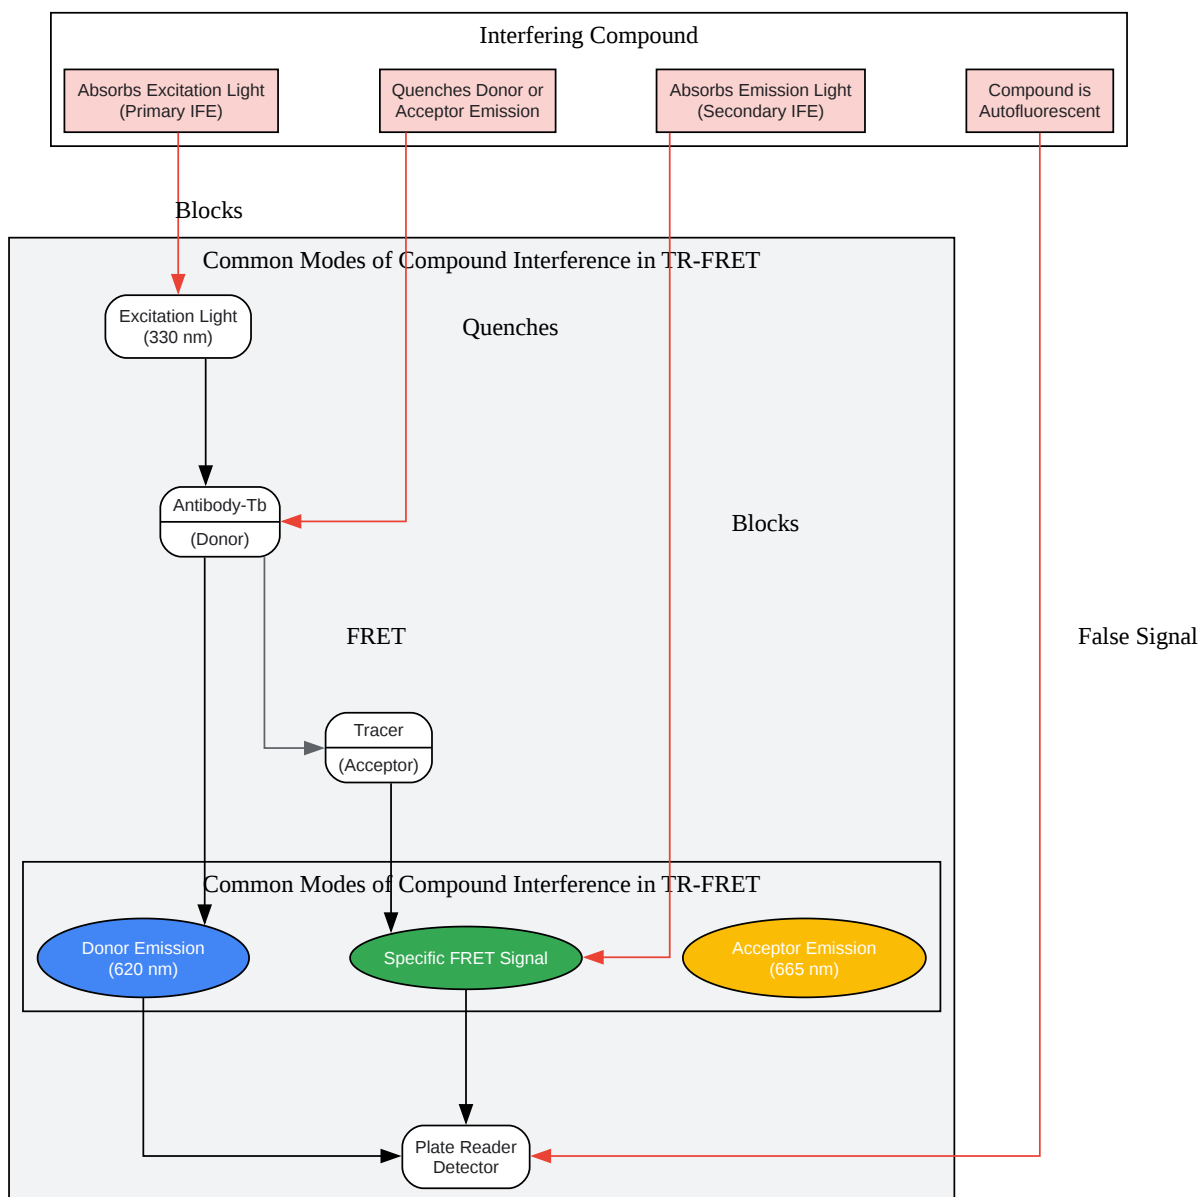 Interfering Compound
Absorbs Excitation Light
(Primary IFE)
Quenches Donor or
Acceptor Emission
Absorbs Emission Light
(Secondary IFE)
Compound is
Autofluorescent
Blocks
Common Modes of Compound Interference in TR-FRET
Excitation Light
(330 nm)
Quenches
Antibody-Tb
(Donor)
Blocks
FRET
False Signal
Tracer
(Acceptor)
Common Modes of Compound Interference in TR-FRET
Donor Emission
(620 nm)
Specific FRET Signal
Acceptor Emission
(665 nm)
Plate Reader
Detector